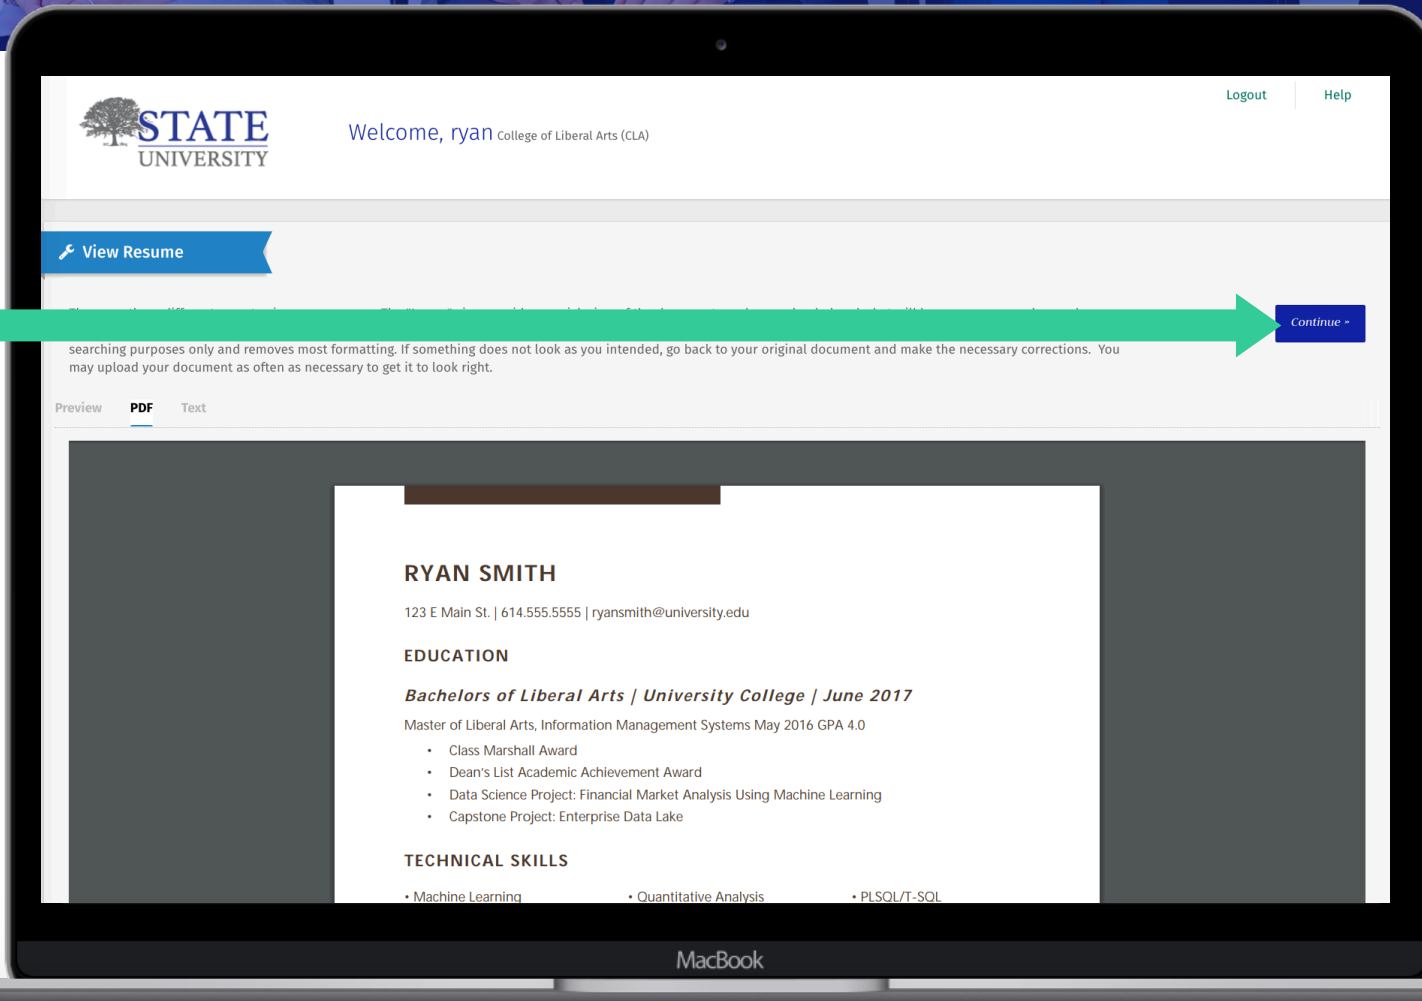 Logout Help
STATE
UNIVERSITY
Welcome, ryan College of Liberal Arts (CLA)
View Resume
Continue »
searching purposes only and removes most formatting. If something does not look as you intended, go back to your original document and make the necessary corrections. You
may upload your document as often as necessary to get it to look right.
Preview PDF Text
RYAN SMITH
123 E Main St. | 614.555.5555 | ryansmith@university.edu
EDUCATION
Bachelors of Liberal Arts | University College | June 2017
Master of Liberal Arts, Information Management Systems May 2016 GPA 4.0
• Class Marshall Award
• Dean's List Academic Achievement Award
• Data Science Project: Financial Market Analysis Using Machine Learning
• Capstone Project: Enterprise Data Lake
TECHNICAL SKILLS
• Machine Learning • Quantitative Analysis • PLSQL/T-SQL
MacBook